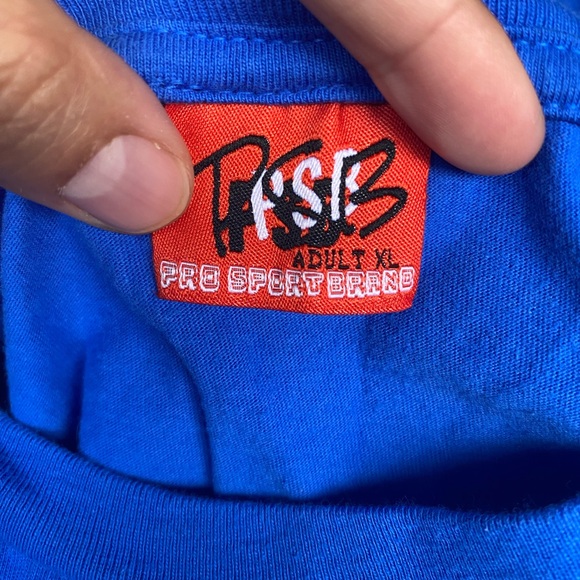 PSB
ADULT XL
PRO SPORT BRAND